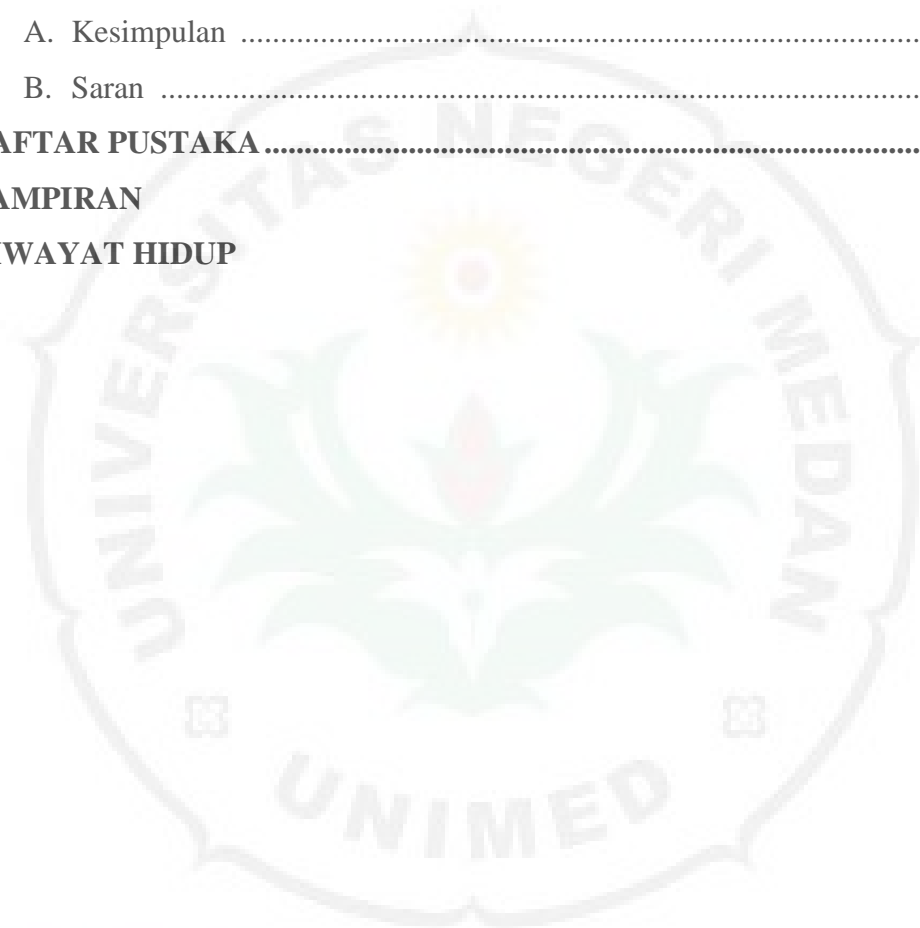 A. Kesimpulan ....................................................................................
B. Saran ..............................................................................................
AFTAR PUSTAKA ..................................................................................
AMPIRAN
WAYAT HIDUP
UNIVERSITAS NEGERI MEDAN
UNIMED